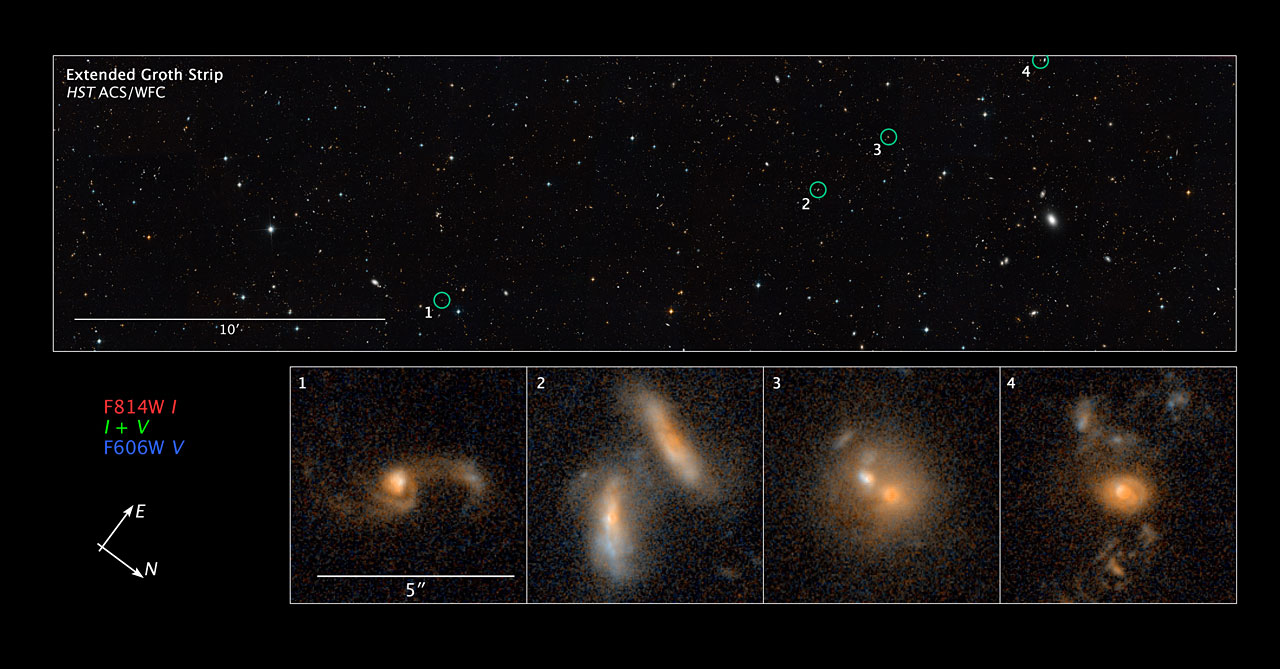 Extended Groth Strip
HST ACS/WFC
4
3
2
1
10′
F814W I
I + V
F606W V
E
N
1
2
3
4
5″